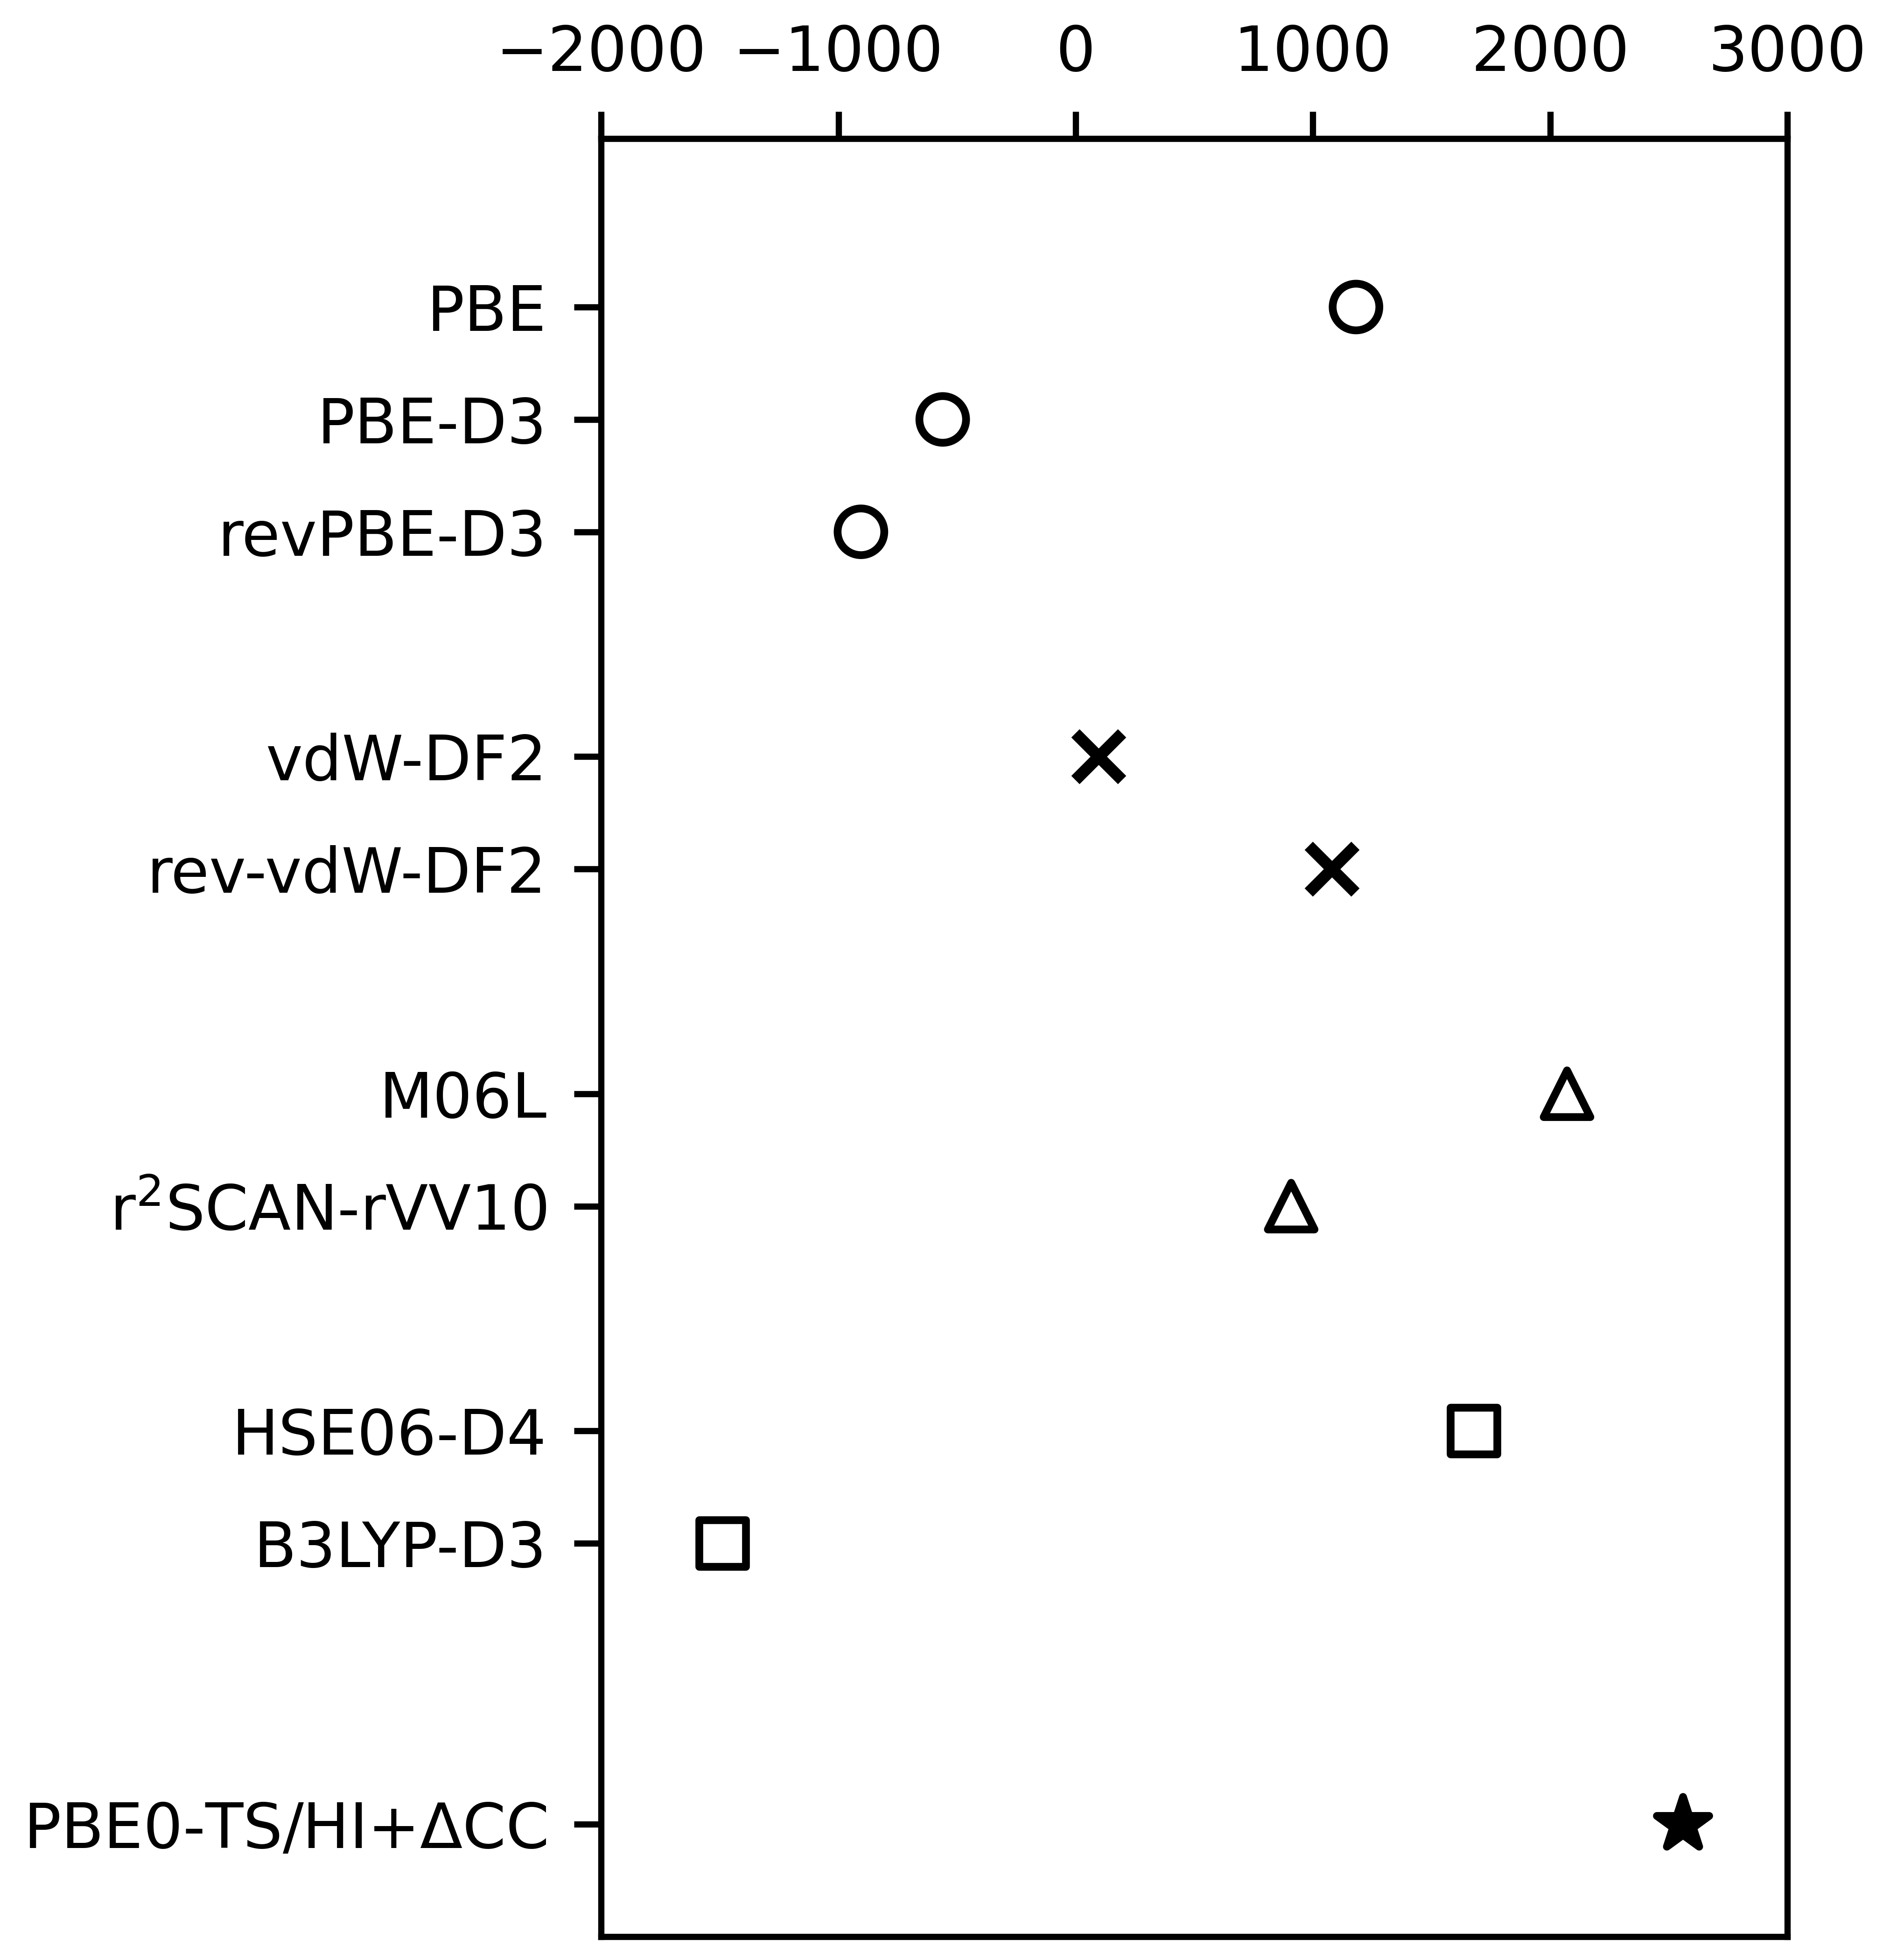 −2000 −1000 0 1000 2000 3000
PBE
PBE-D3
revPBE-D3
vdW-DF2
rev-vdW-DF2
M06L
r²SCAN-rVV10
HSE06-D4
B3LYP-D3
PBE0-TS/HI+ΔCC